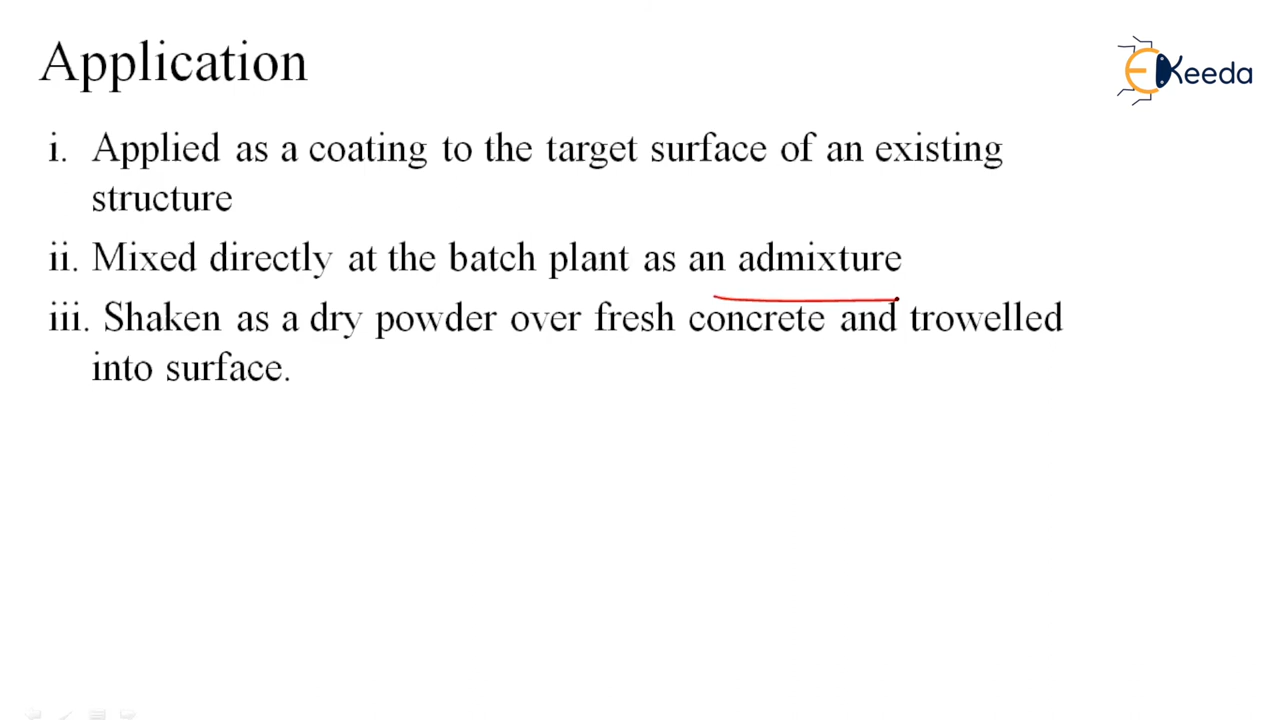 Application
EKeeda
i. Applied as a coating to the target surface of an existing
structure
ii. Mixed directly at the batch plant as an admixture
iii. Shaken as a dry powder over fresh concrete and trowelled
into surface.